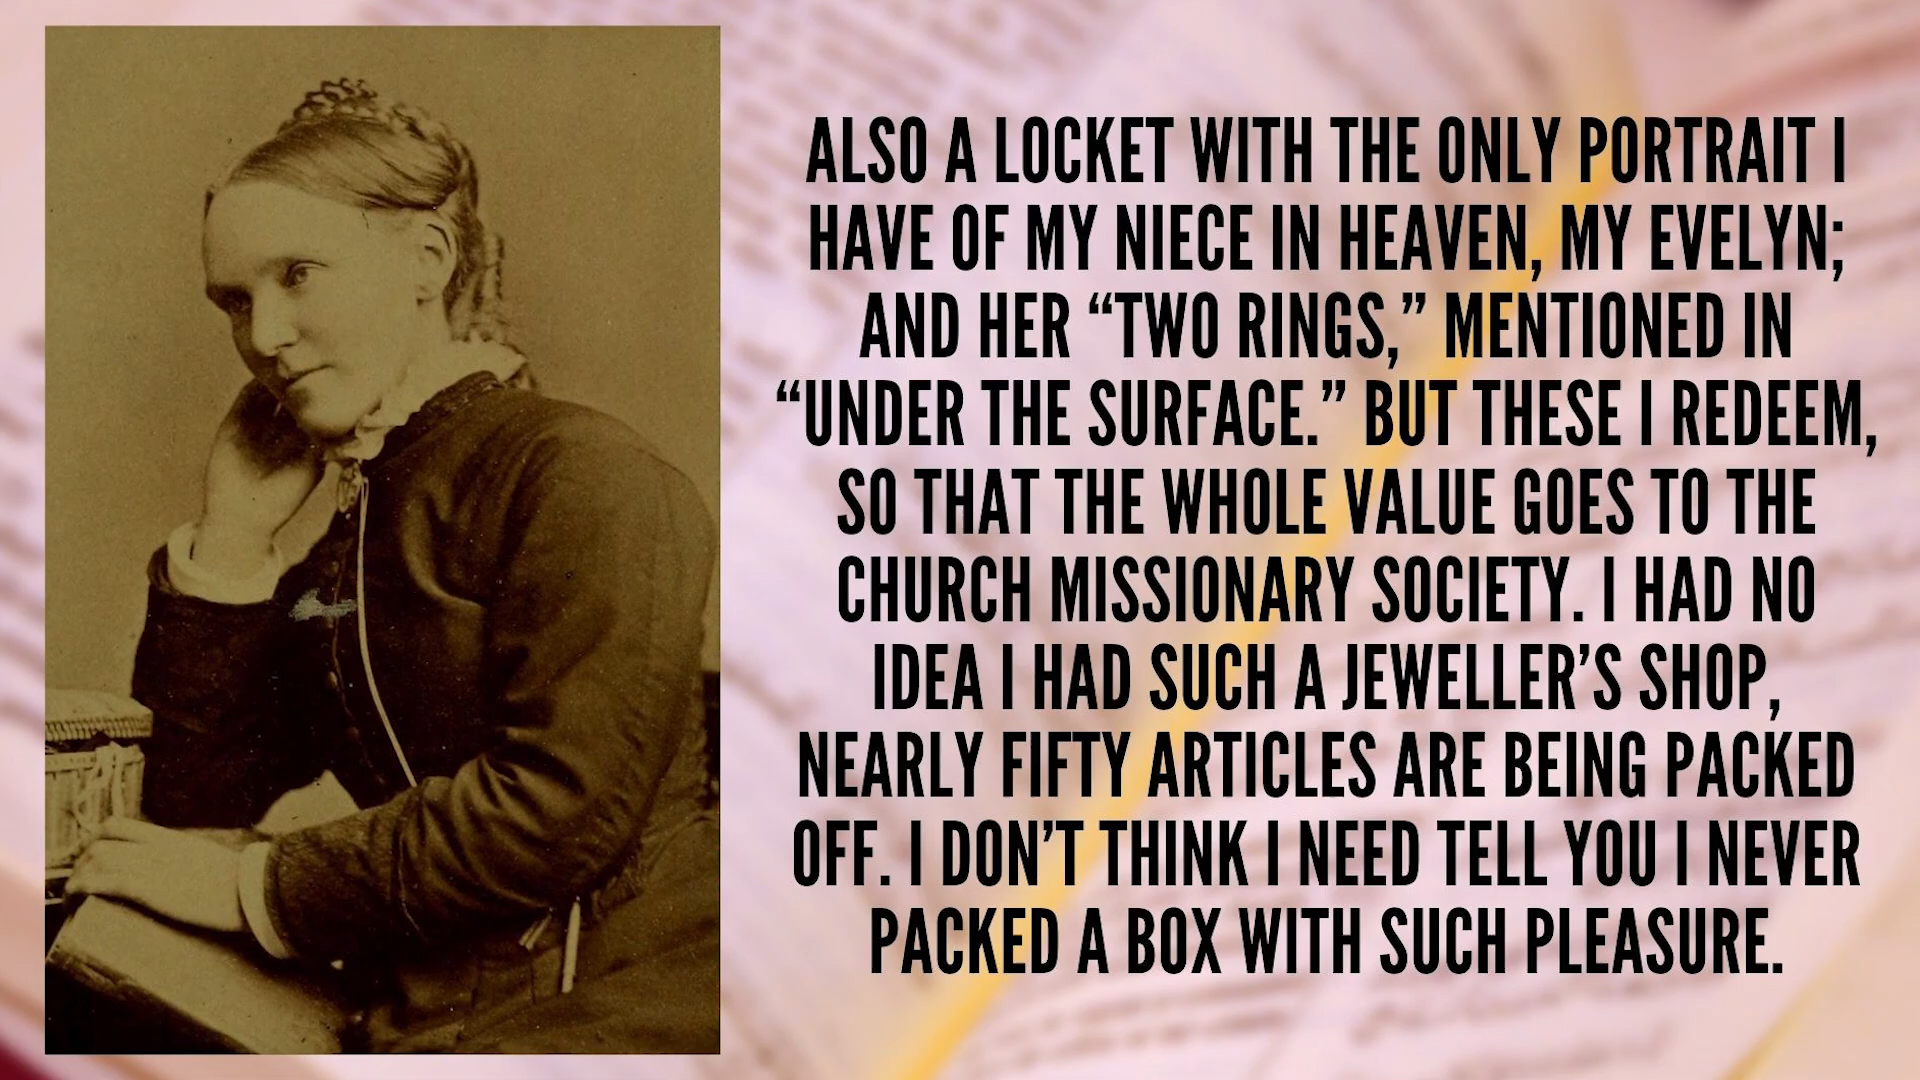 ALSO A LOCKET WITH THE ONLY PORTRAIT I
HAVE OF MY NIECE IN HEAVEN, MY EVELYN;
AND HER “TWO RINGS,” MENTIONED IN
“UNDER THE SURFACE.” BUT THESE I REDEEM,
SO THAT THE WHOLE VALUE GOES TO THE
CHURCH MISSIONARY SOCIETY. I HAD NO
IDEA I HAD SUCH A JEWELLER’S SHOP,
NEARLY FIFTY ARTICLES ARE BEING PACKED
OFF. I DON’T THINK I NEED TELL YOU I NEVER
PACKED A BOX WITH SUCH PLEASURE.